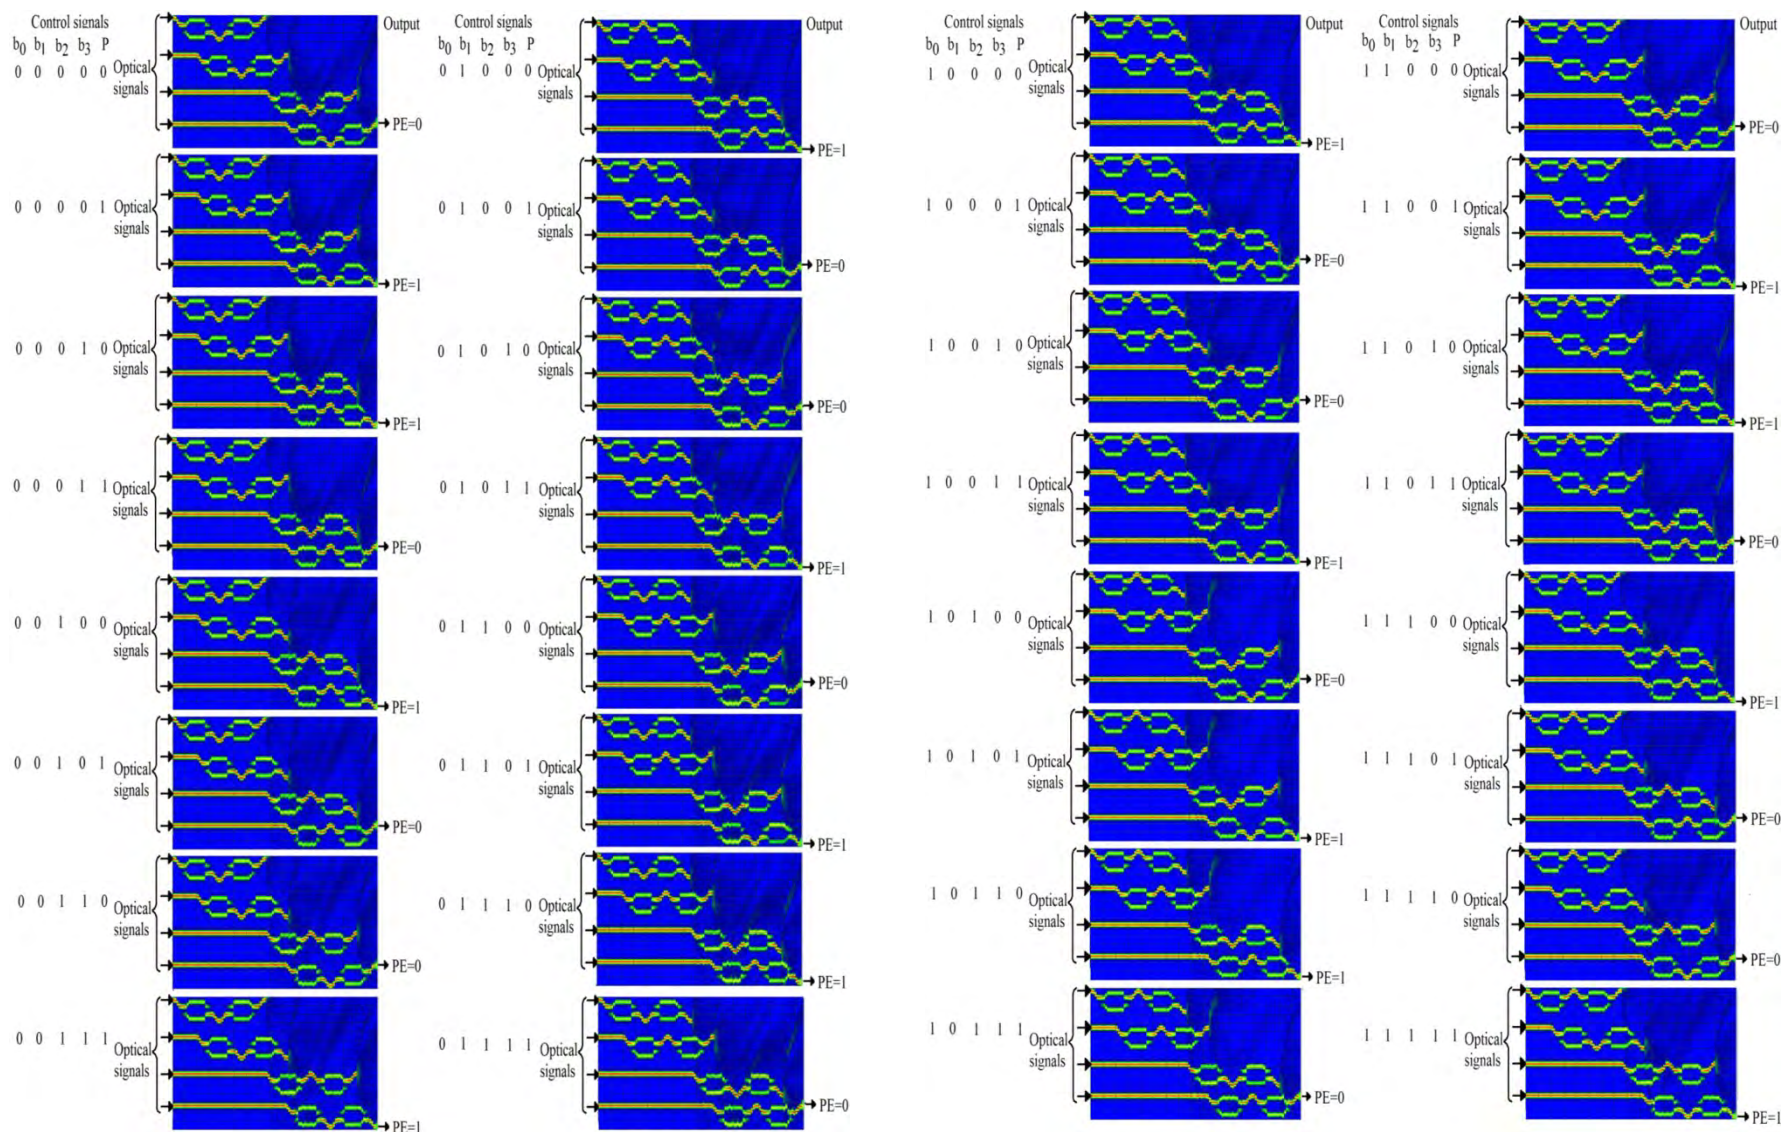 Control signals
b0 b1 b2 b3 P
Output
0 0 0 0 0
Optical
signals
PE=0
0 0 0 0 1
Optical
signals
PE=1
0 0 0 1 0
Optical
signals
PE=1
0 0 0 1 1
Optical
signals
PE=0
0 0 1 0 0
Optical
signals
PE=1
0 0 1 0 1
Optical
signals
PE=0
0 0 1 1 0
Optical
signals
PE=0
0 0 1 1 1
Optical
signals
PE=1
Control signals
b0 b1 b2 b3 P
Output
0 1 0 0 0
Optical
signals
PE=1
0 1 0 0 1
Optical
signals
PE=0
0 1 0 1 0
Optical
signals
PE=0
0 1 0 1 1
Optical
signals
PE=1
0 1 1 0 0
Optical
signals
PE=0
0 1 1 0 1
Optical
signals
PE=1
0 1 1 1 0
Optical
signals
PE=1
0 1 1 1 1
Optical
signals
PE=0
Control signals
b0 b1 b2 b3 P
Output
1 0 0 0 0
Optical
signals
PE=1
1 0 0 0 1
Optical
signals
PE=0
1 0 0 1 0
Optical
signals
PE=0
1 0 0 1 1
Optical
signals
PE=1
1 0 1 0 0
Optical
signals
PE=0
1 0 1 0 1
Optical
signals
PE=1
1 0 1 1 0
Optical
signals
PE=1
1 0 1 1 1
Optical
signals
PE=0
Control signals
b0 b1 b2 b3 P
Output
1 1 0 0 0
Optical
signals
PE=0
1 1 0 0 1
Optical
signals
PE=1
1 1 0 1 0
Optical
signals
PE=1
1 1 0 1 1
Optical
signals
PE=0
1 1 1 0 0
Optical
signals
PE=1
1 1 1 0 1
Optical
signals
PE=0
1 1 1 1 0
Optical
signals
PE=0
1 1 1 1 1
Optical
signals
PE=1